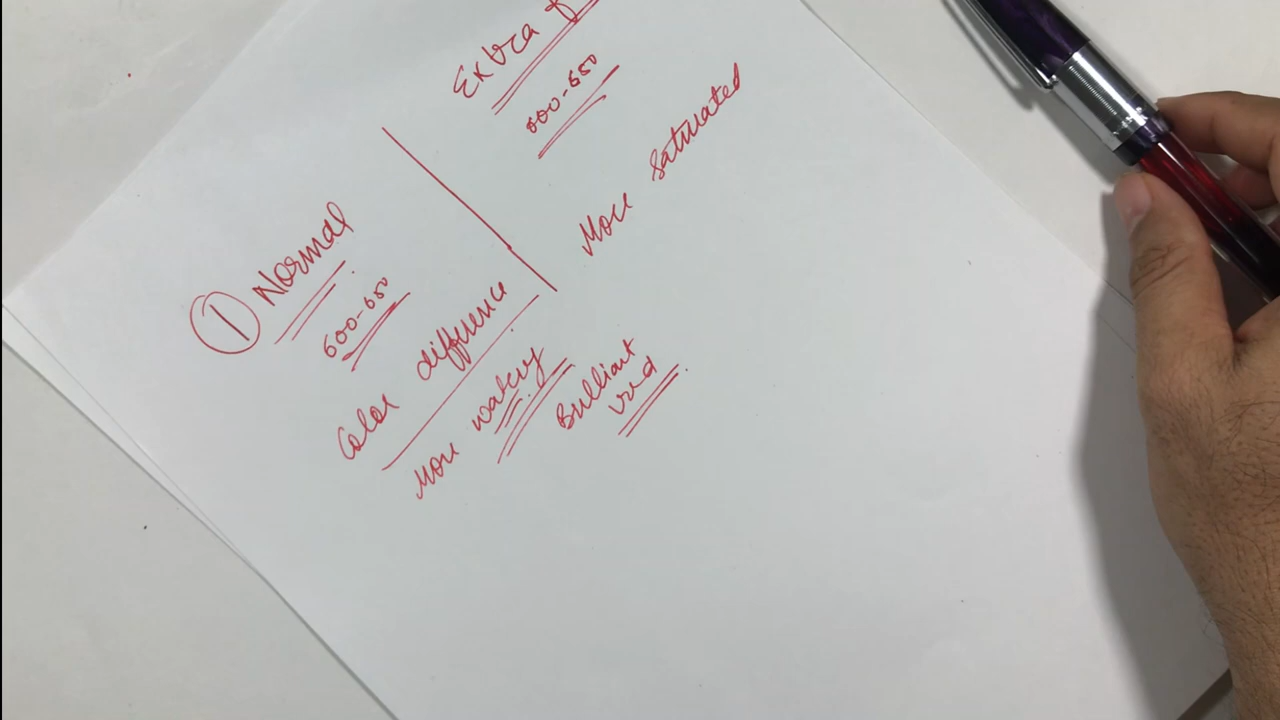 Extra f
600-650
① Normal
600-650
More saturated
Color difference
More watery
Brilliant
red